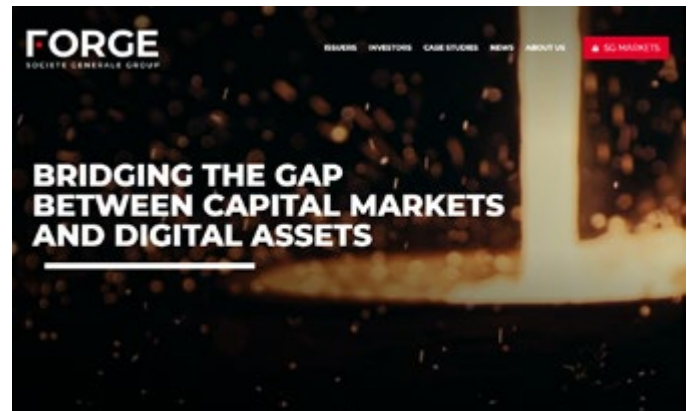 FORGE
SOCIETE GENERALE GROUP
ISSUERS INVESTORS CASE STUDIES NEWS ABOUT US SG MARKETS
BRIDGING THE GAP
BETWEEN CAPITAL MARKETS
AND DIGITAL ASSETS